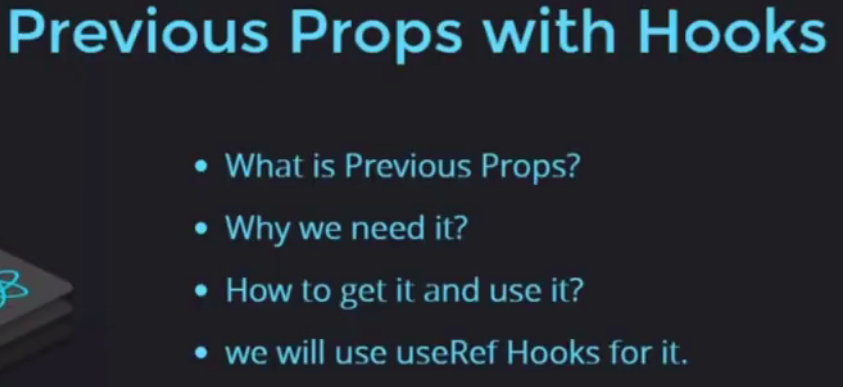 Previous Props with Hooks
• What is Previous Props?
• Why we need it?
• How to get it and use it?
• we will use useRef Hooks for it.